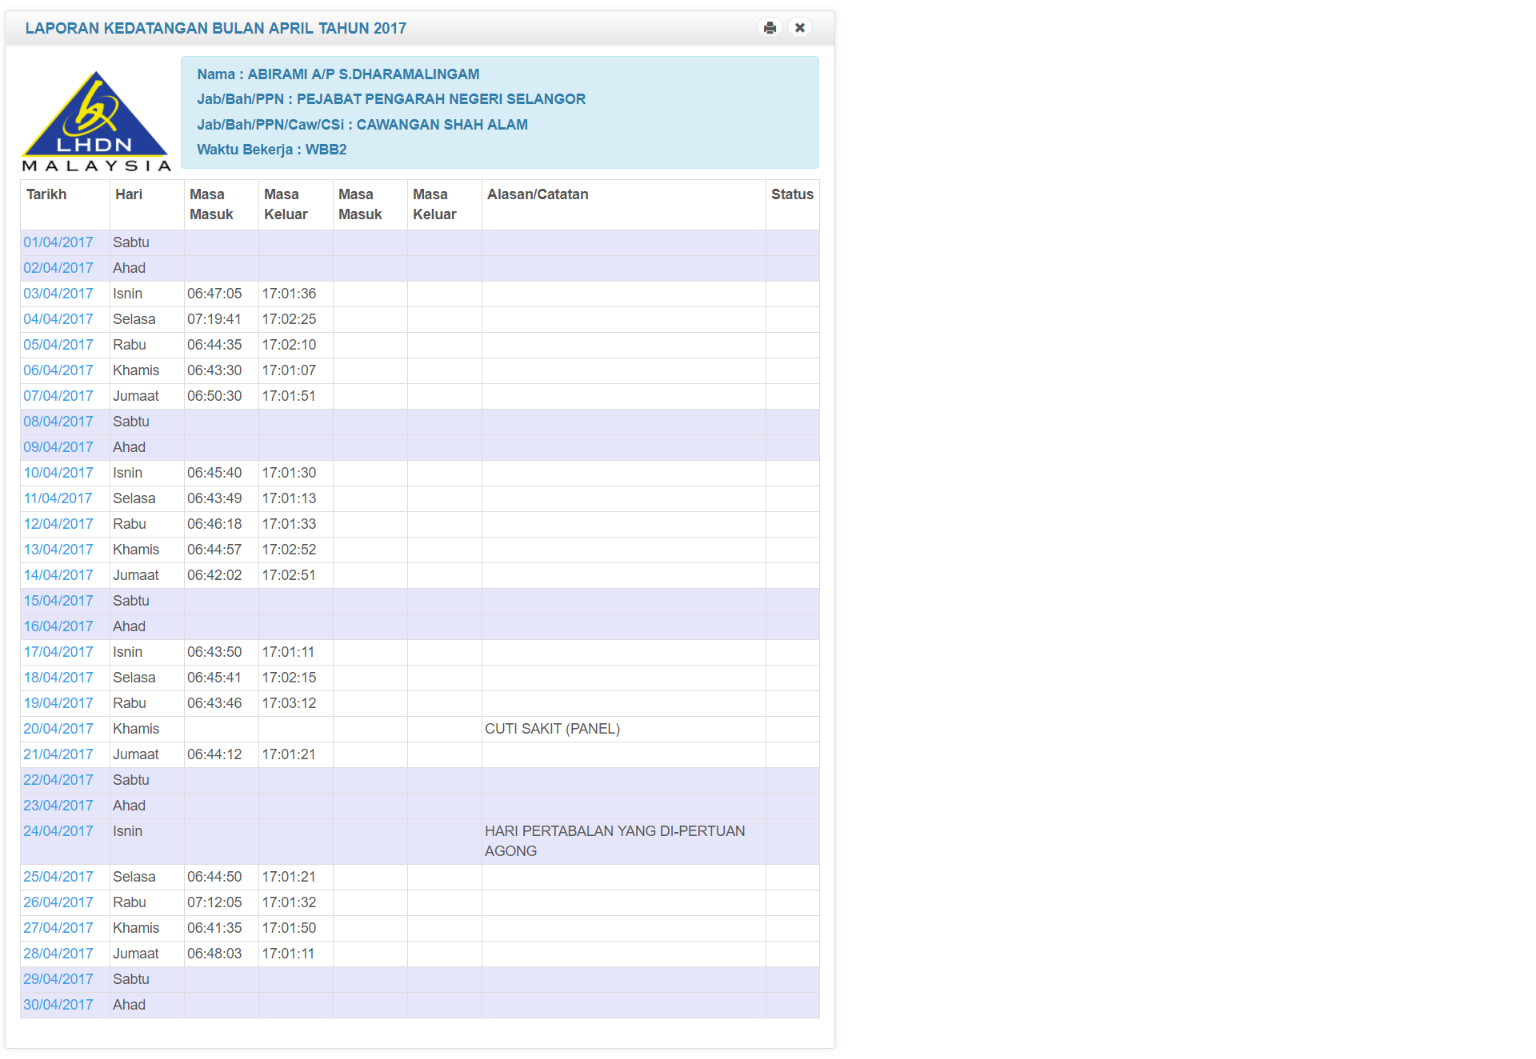 LAPORAN KEDATANGAN BULAN APRIL TAHUN 2017
LHDN
MALAYSIA
Nama : ABIRAMI A/P S.DHARAMALINGAM
Jab/Bah/PPN : PEJABAT PENGARAH NEGERI SELANGOR
Jab/Bah/PPN/Caw/CSi : CAWANGAN SHAH ALAM
Waktu Bekerja : WBB2
Tarikh Hari Masa Masuk Masa Keluar Masa Masuk Masa Keluar Alasan/Catatan Status
01/04/2017 Sabtu
02/04/2017 Ahad
03/04/2017 Isnin 06:47:05 17:01:36
04/04/2017 Selasa 07:19:41 17:02:25
05/04/2017 Rabu 06:44:35 17:02:10
06/04/2017 Khamis 06:43:30 17:01:07
07/04/2017 Jumaat 06:50:30 17:01:51
08/04/2017 Sabtu
09/04/2017 Ahad
10/04/2017 Isnin 06:45:40 17:01:30
11/04/2017 Selasa 06:43:49 17:01:13
12/04/2017 Rabu 06:46:18 17:01:33
13/04/2017 Khamis 06:44:57 17:02:52
14/04/2017 Jumaat 06:42:02 17:02:51
15/04/2017 Sabtu
16/04/2017 Ahad
17/04/2017 Isnin 06:43:50 17:01:11
18/04/2017 Selasa 06:45:41 17:02:15
19/04/2017 Rabu 06:43:46 17:03:12
20/04/2017 Khamis CUTI SAKIT (PANEL)
21/04/2017 Jumaat 06:44:12 17:01:21
22/04/2017 Sabtu
23/04/2017 Ahad
24/04/2017 Isnin HARI PERTABALAN YANG DI-PERTUAN
AGONG
25/04/2017 Selasa 06:44:50 17:01:21
26/04/2017 Rabu 07:12:05 17:01:32
27/04/2017 Khamis 06:41:35 17:01:50
28/04/2017 Jumaat 06:48:03 17:01:11
29/04/2017 Sabtu
30/04/2017 Ahad